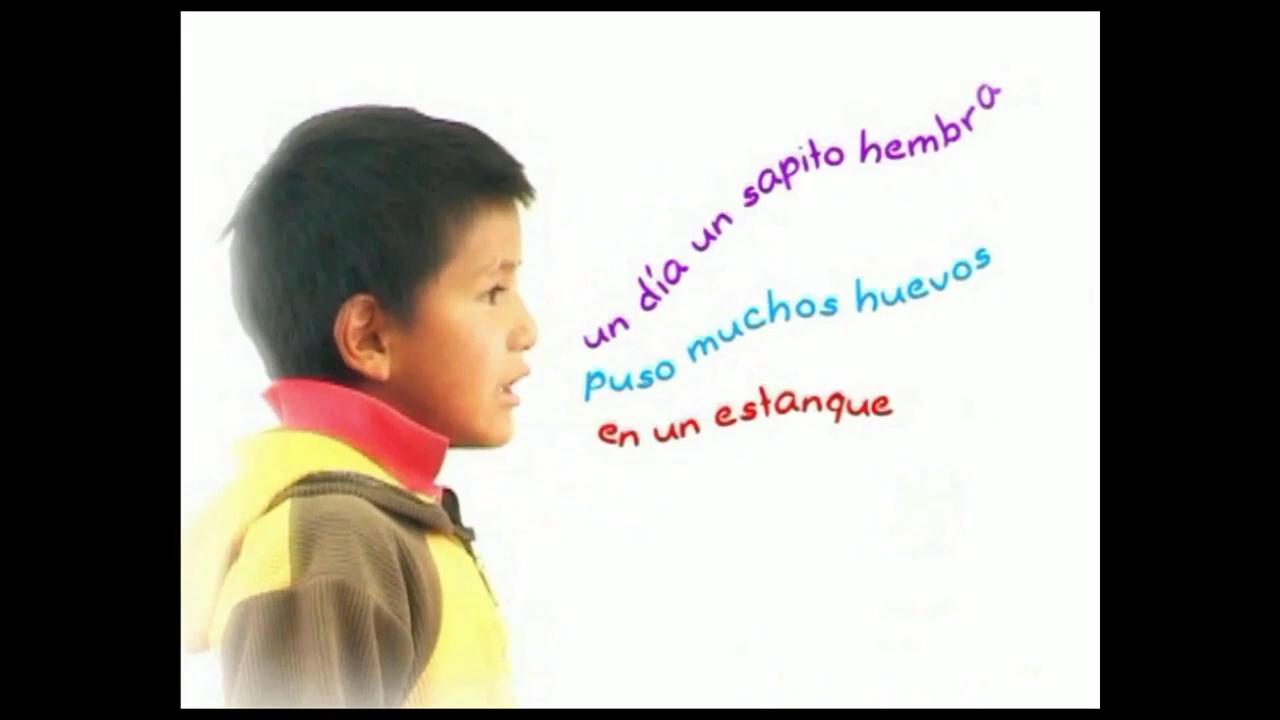 un día un sapito hembra
puso muchos huevos
en un estanque